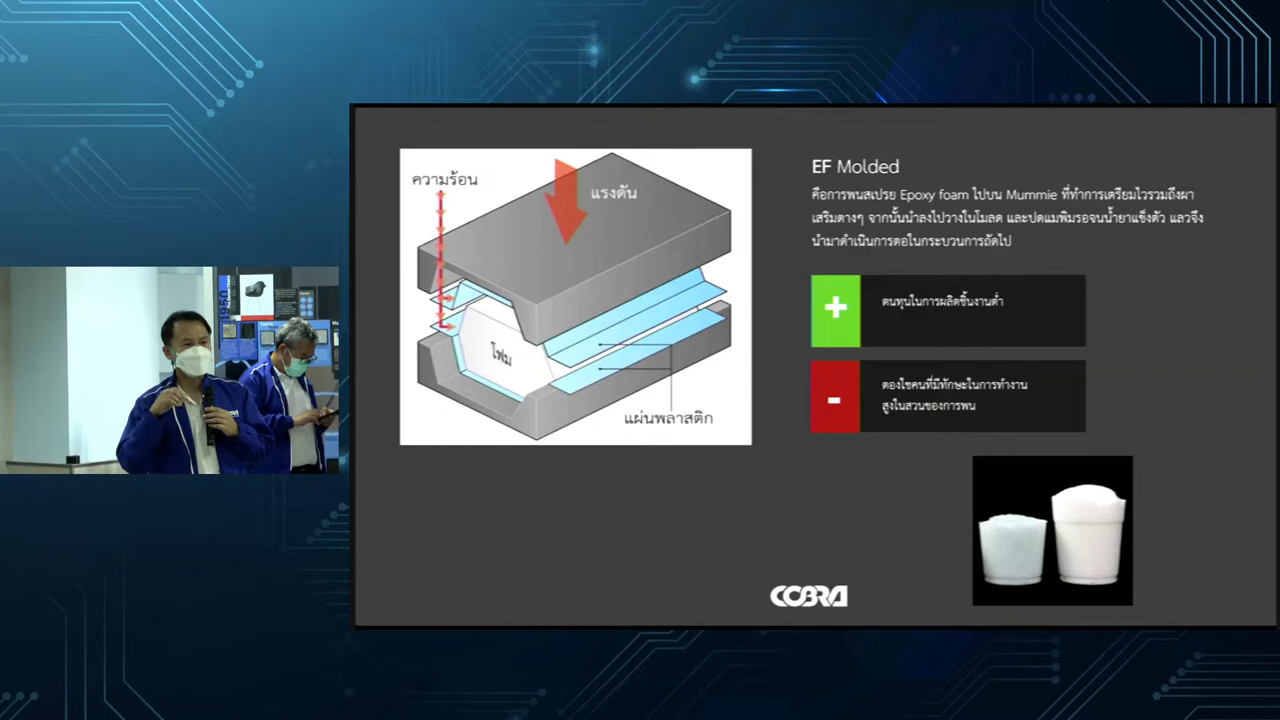 ความร้อน
แรงดัน
โฟม
แผ่นพลาสติก
EF Molded
คือการพนสเปรย Epoxy foam ไปบน Mummie ที่ทำการเตรียมไวรวมถึงผา
เสริมตางๆ จากนั้นนำลงไปวางในโมลด และปดแมพิมรอจนน้ำยาแข็งตัว แลวจึง
นำมาดำเนินการตอในกระบวนการถัดไป
+
ตนทุนในการผลิตชิ้นงานต่ำ
-
ตองใชคนที่มีทักษะในการทำงาน
สูงในสวนของการพน
COBRA
1950